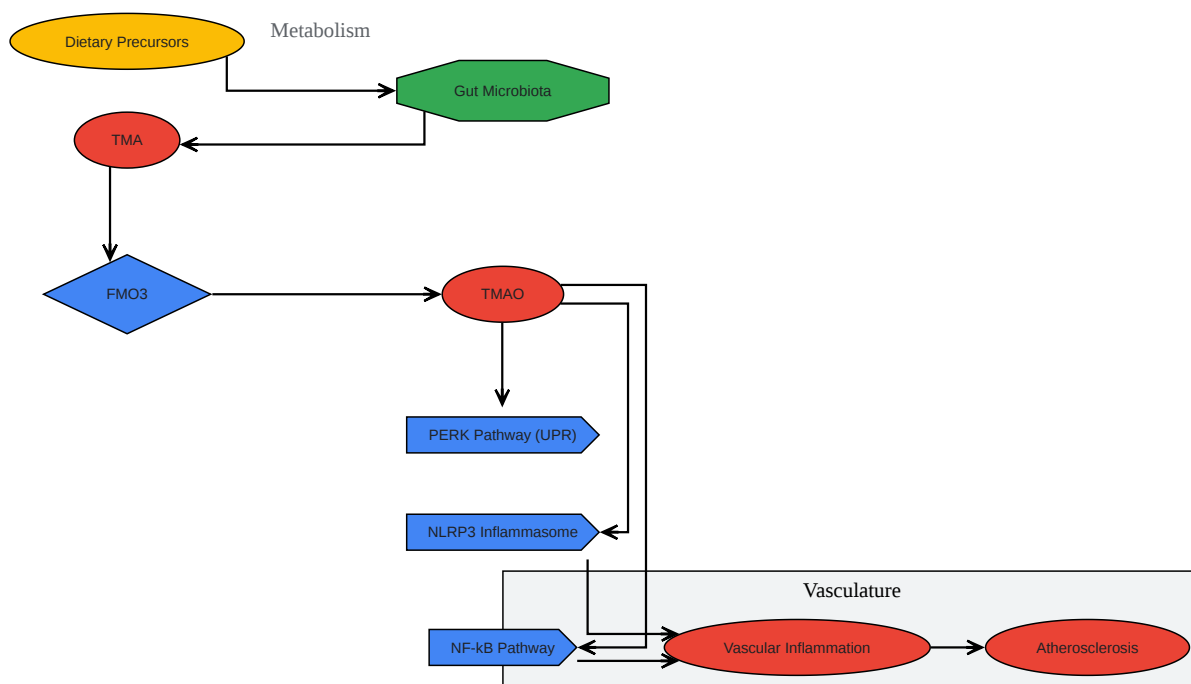 Metabolism
Dietary Precursors
Gut Microbiota
TMA
FMO3
TMAO
PERK Pathway (UPR)
NLRP3 Inflammasome
Vasculature
NF-kB Pathway
Vascular Inflammation
Atherosclerosis